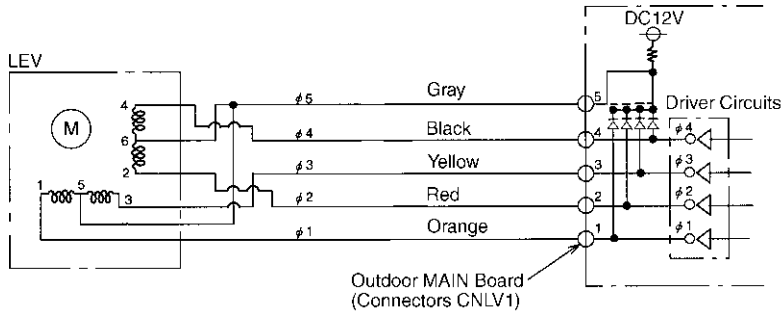 DC12V
LEV
4
M
6
2
1
5
3
ϕ5
Gray
5
ϕ4
Black
4
ϕ3
Yellow
3
ϕ2
Red
2
ϕ1
Orange
1
Driver Circuits
ϕ4
ϕ3
ϕ2
ϕ1
Outdoor MAIN Board
(Connectors CNLV1)